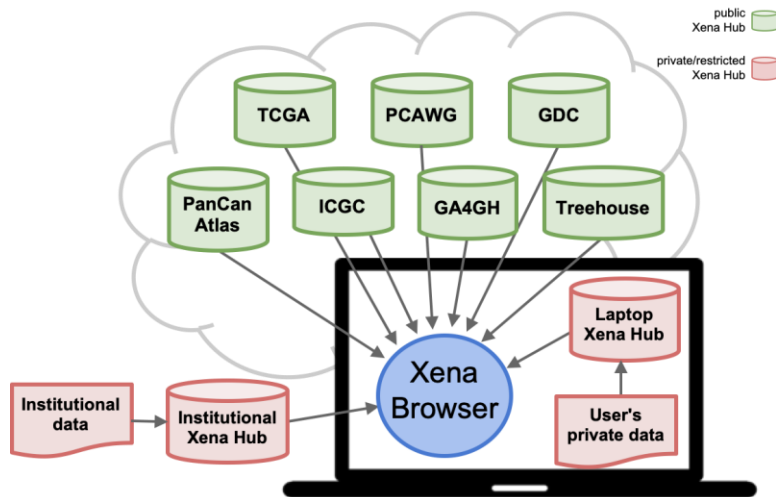 public
Xena Hub
private/restricted
Xena Hub
TCGA
PCAWG
GDC
PanCan
Atlas
ICGC
GA4GH
Treehouse
Laptop
Xena Hub
Xena
Browser
Institutional
data
Institutional
Xena Hub
User's
private data